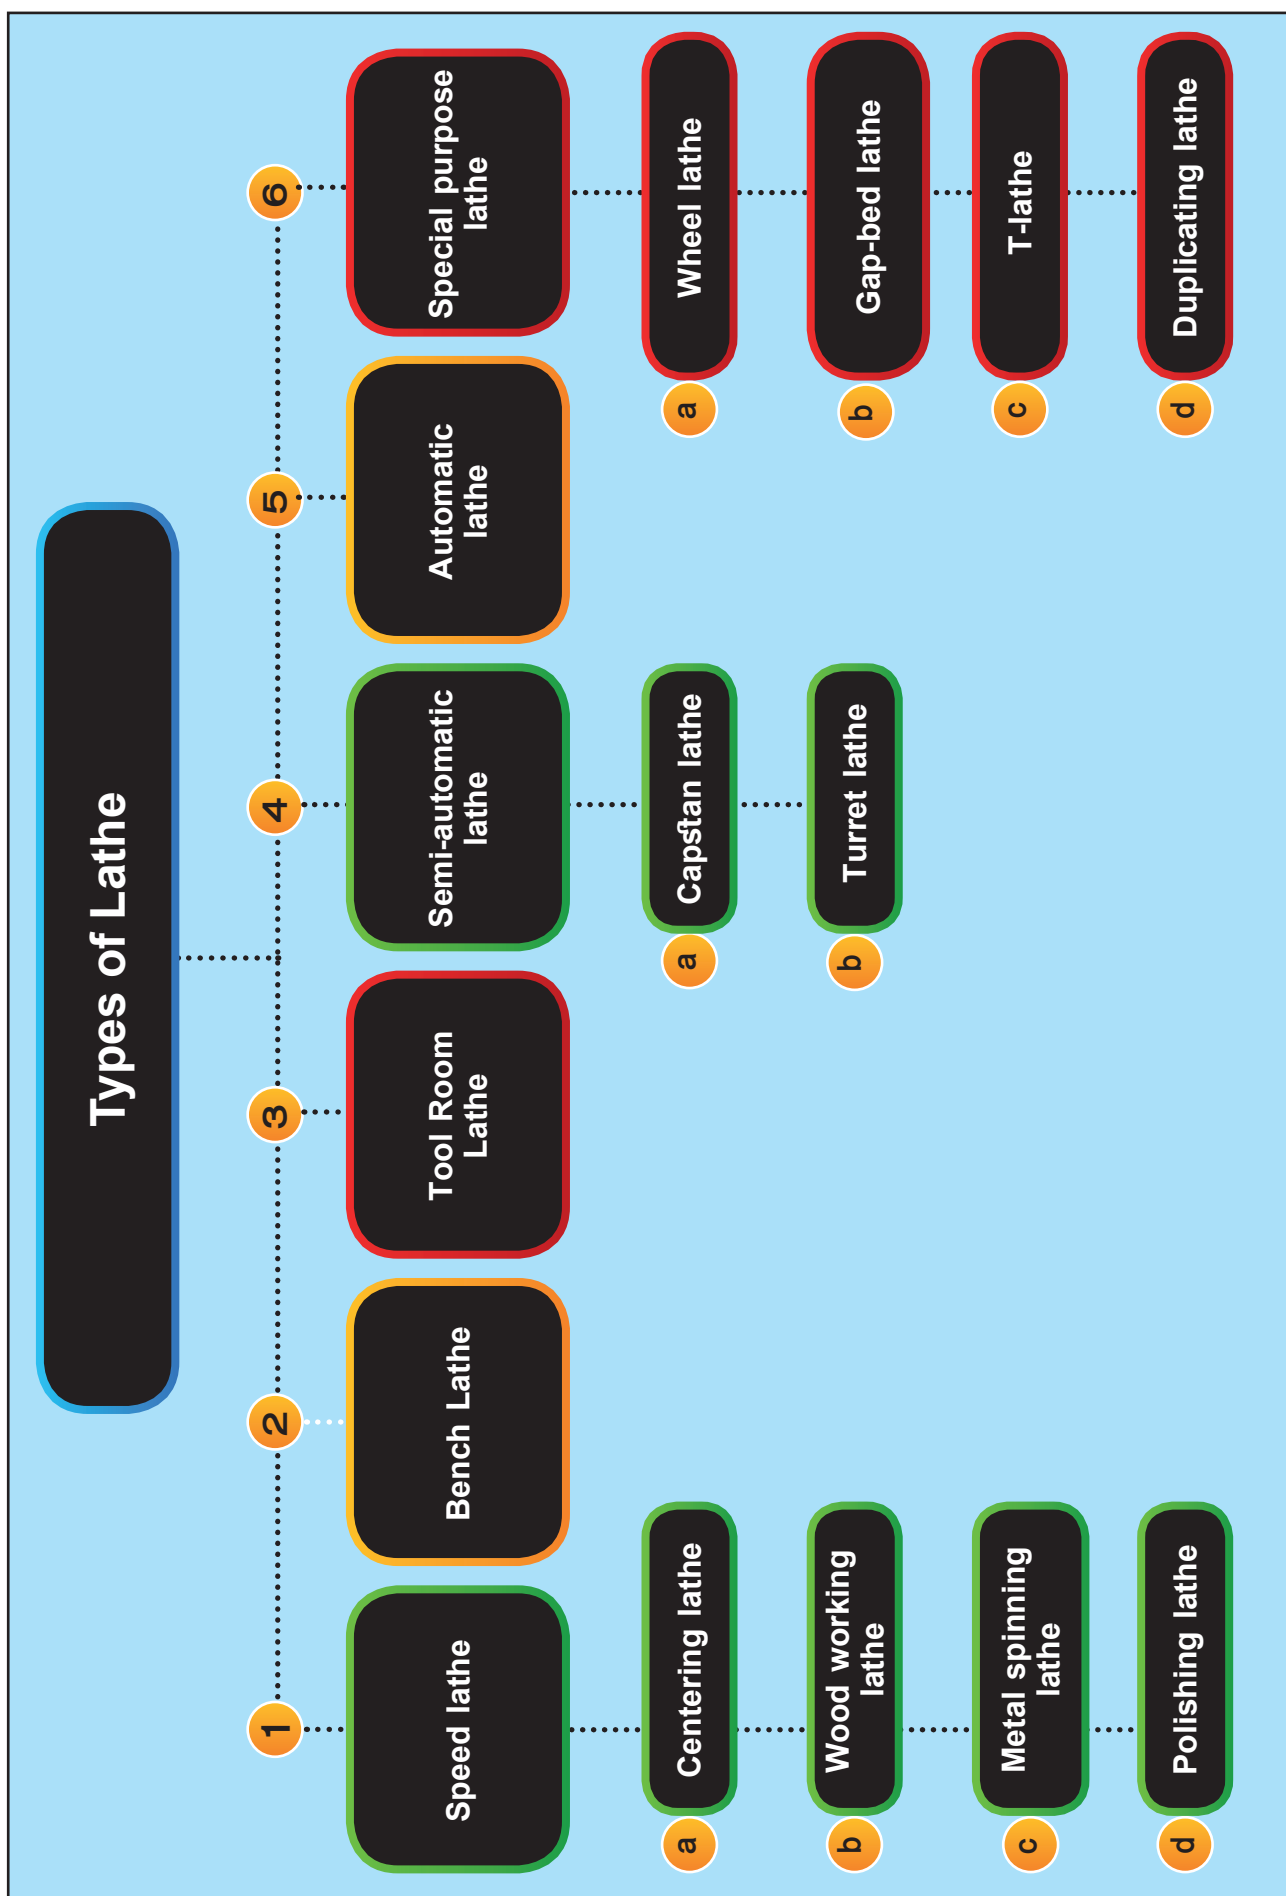 Types of Lathe
1
2
3
4
5
6
Speed lathe
Bench Lathe
Tool Room
Lathe
Semi-automatic
lathe
Automatic
lathe
Special purpose
lathe
a
Centering lathe
b
Wood working
lathe
c
Metal spinning
lathe
d
Polishing lathe
a
Capstan lathe
b
Turret lathe
a
Wheel lathe
b
Gap-bed lathe
c
T-lathe
d
Duplicating lathe